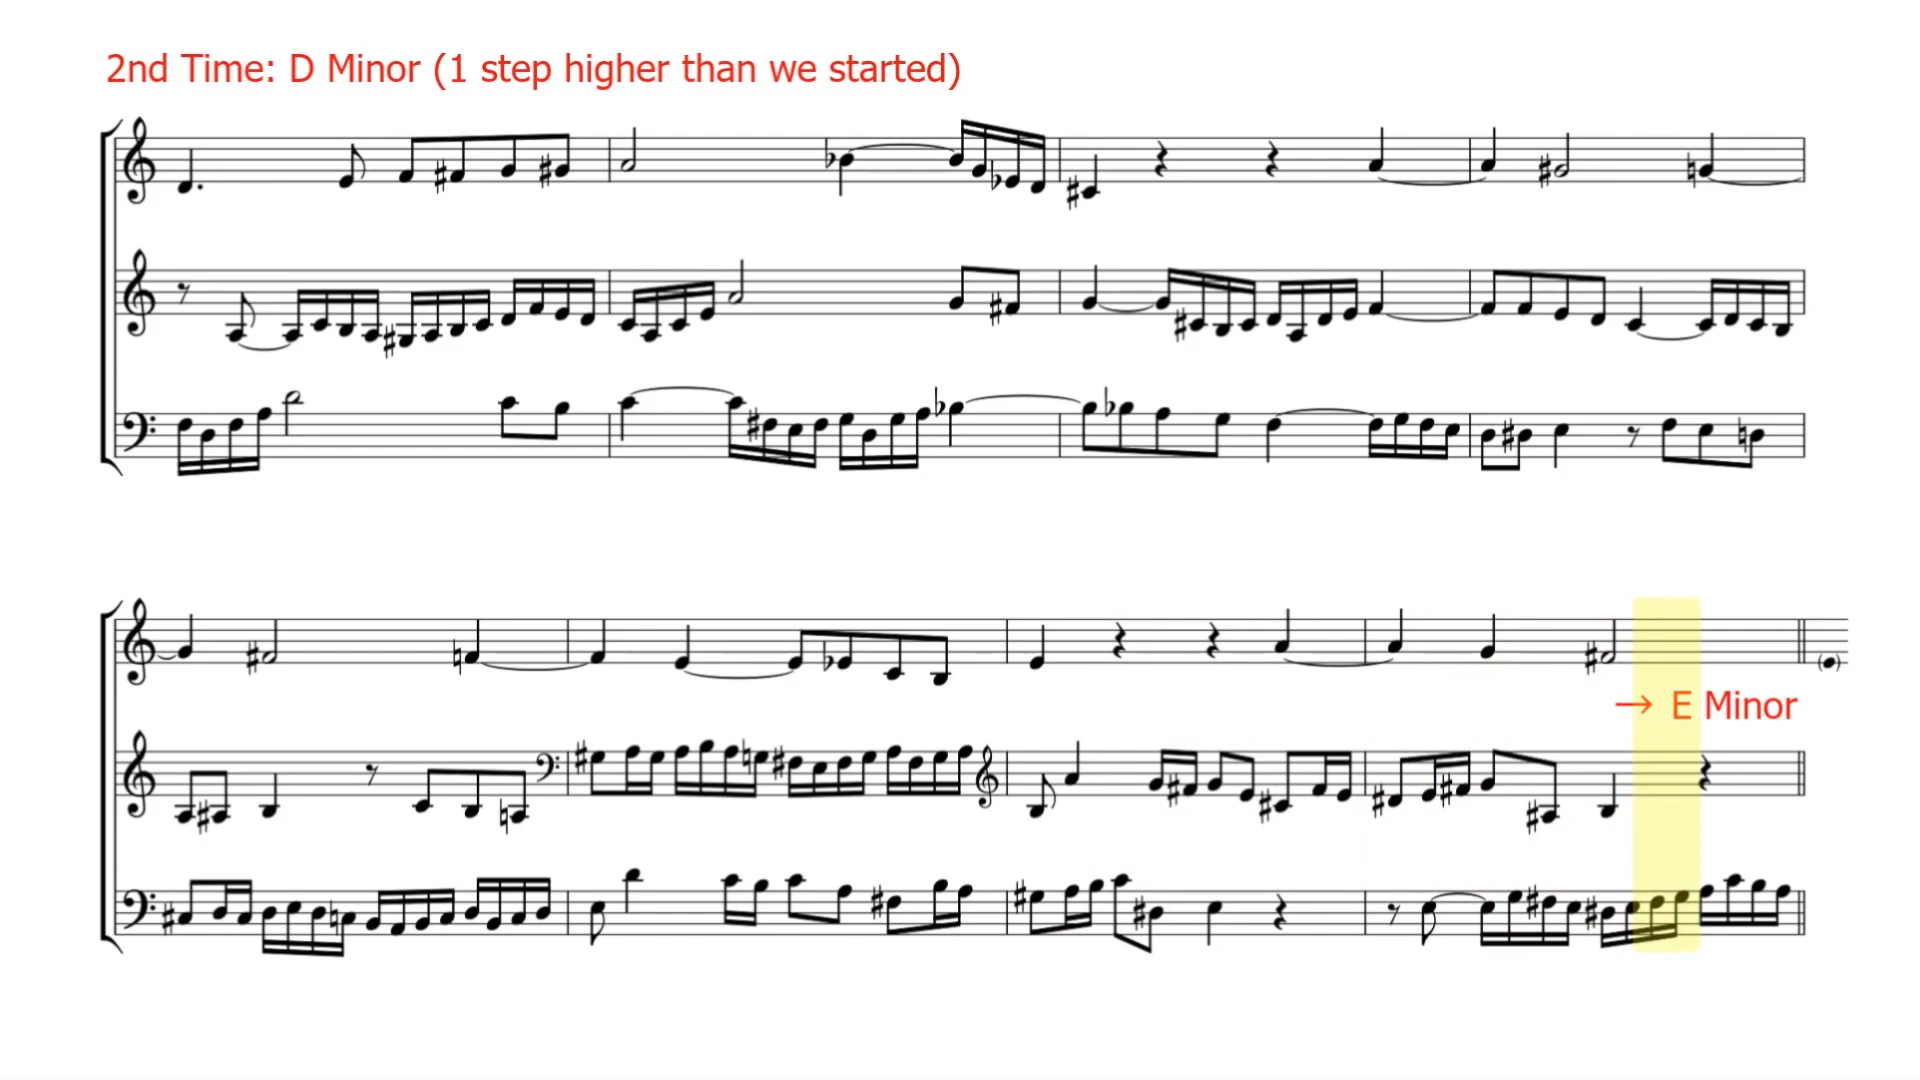 2nd Time: D Minor (1 step higher than we started)
→ E Minor
(e)